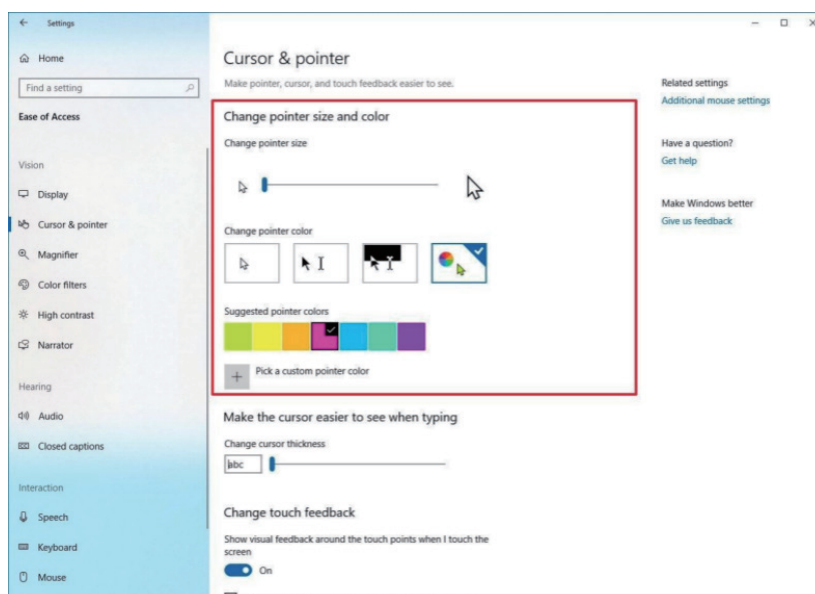 Settings
Home
Find a setting
Ease of Access
Vision
Display
Cursor & pointer
Magnifier
Color filters
High contrast
Narrator
Hearing
Audio
Closed captions
Interaction
Speech
Keyboard
Mouse
Cursor & pointer
Make pointer, cursor, and touch feedback easier to see.
Change pointer size and color
Change pointer size
Change pointer color
Suggested pointer colors
Pick a custom pointer color
Make the cursor easier to see when typing
Change cursor thickness
abc
Change touch feedback
Show visual feedback around the touch points when I touch the
screen
On
Related settings
Additional mouse settings
Have a question?
Get help
Make Windows better
Give us feedback